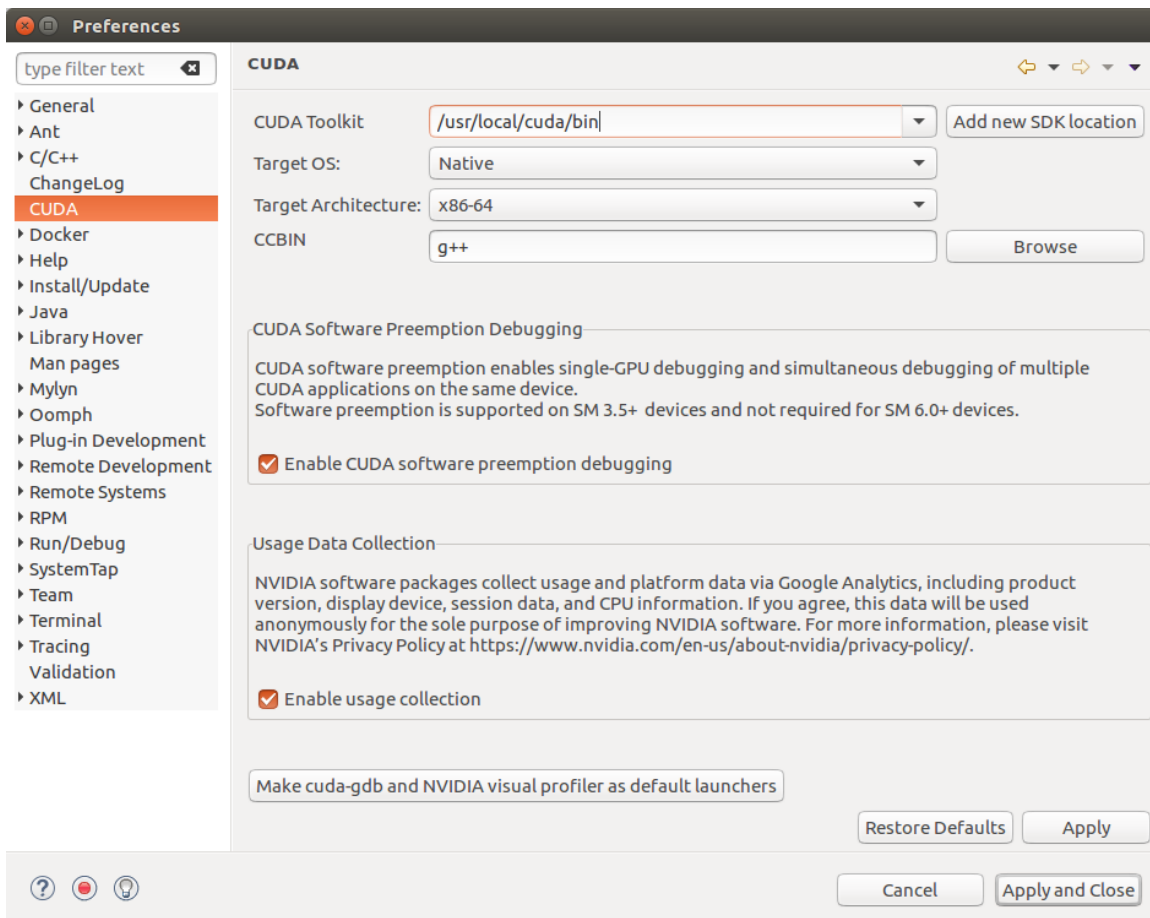 Preferences
type filter text
General
Ant
C/C++
ChangeLog
CUDA
Docker
Help
Install/Update
Java
Library Hover
Man pages
Mylyn
Oomph
Plug-in Development
Remote Development
Remote Systems
RPM
Run/Debug
SystemTap
Team
Terminal
Tracing
Validation
XML
CUDA
CUDA Toolkit /usr/local/cuda/bin Add new SDK location
Target OS: Native
Target Architecture: x86-64
CCBIN g++ Browse
CUDA Software Preemption Debugging
CUDA software preemption enables single-GPU debugging and simultaneous debugging of multiple
CUDA applications on the same device.
Software preemption is supported on SM 3.5+ devices and not required for SM 6.0+ devices.
Enable CUDA software preemption debugging
Usage Data Collection
NVIDIA software packages collect usage and platform data via Google Analytics, including product
version, display device, session data, and CPU information. If you agree, this data will be used
anonymously for the sole purpose of improving NVIDIA software. For more information, please visit
NVIDIA's Privacy Policy at https://www.nvidia.com/en-us/about-nvidia/privacy-policy/.
Enable usage collection
Make cuda-gdb and NVIDIA visual profiler as default launchers
Restore Defaults Apply
Cancel Apply and Close